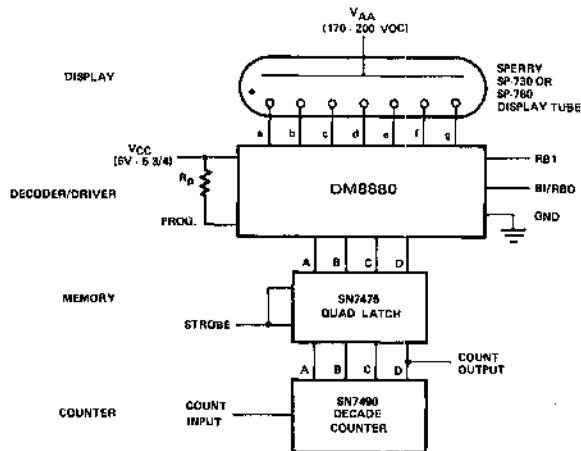 VAA
(170 - 200 VOC)
DISPLAY
SPERRY
SP-730 OR
SP-760
DISPLAY TUBE
a b c d e f g
VCC
(5V - 5 3/4)
Rp
DECODER/DRIVER
PROG.
DM8880
RB1
BI/RBO
GND
A B C D
MEMORY
SN7475
QUAD LATCH
STROBE
A B C D
COUNT
OUTPUT
COUNTER
COUNT
INPUT
SN7490
DECADE
COUNTER